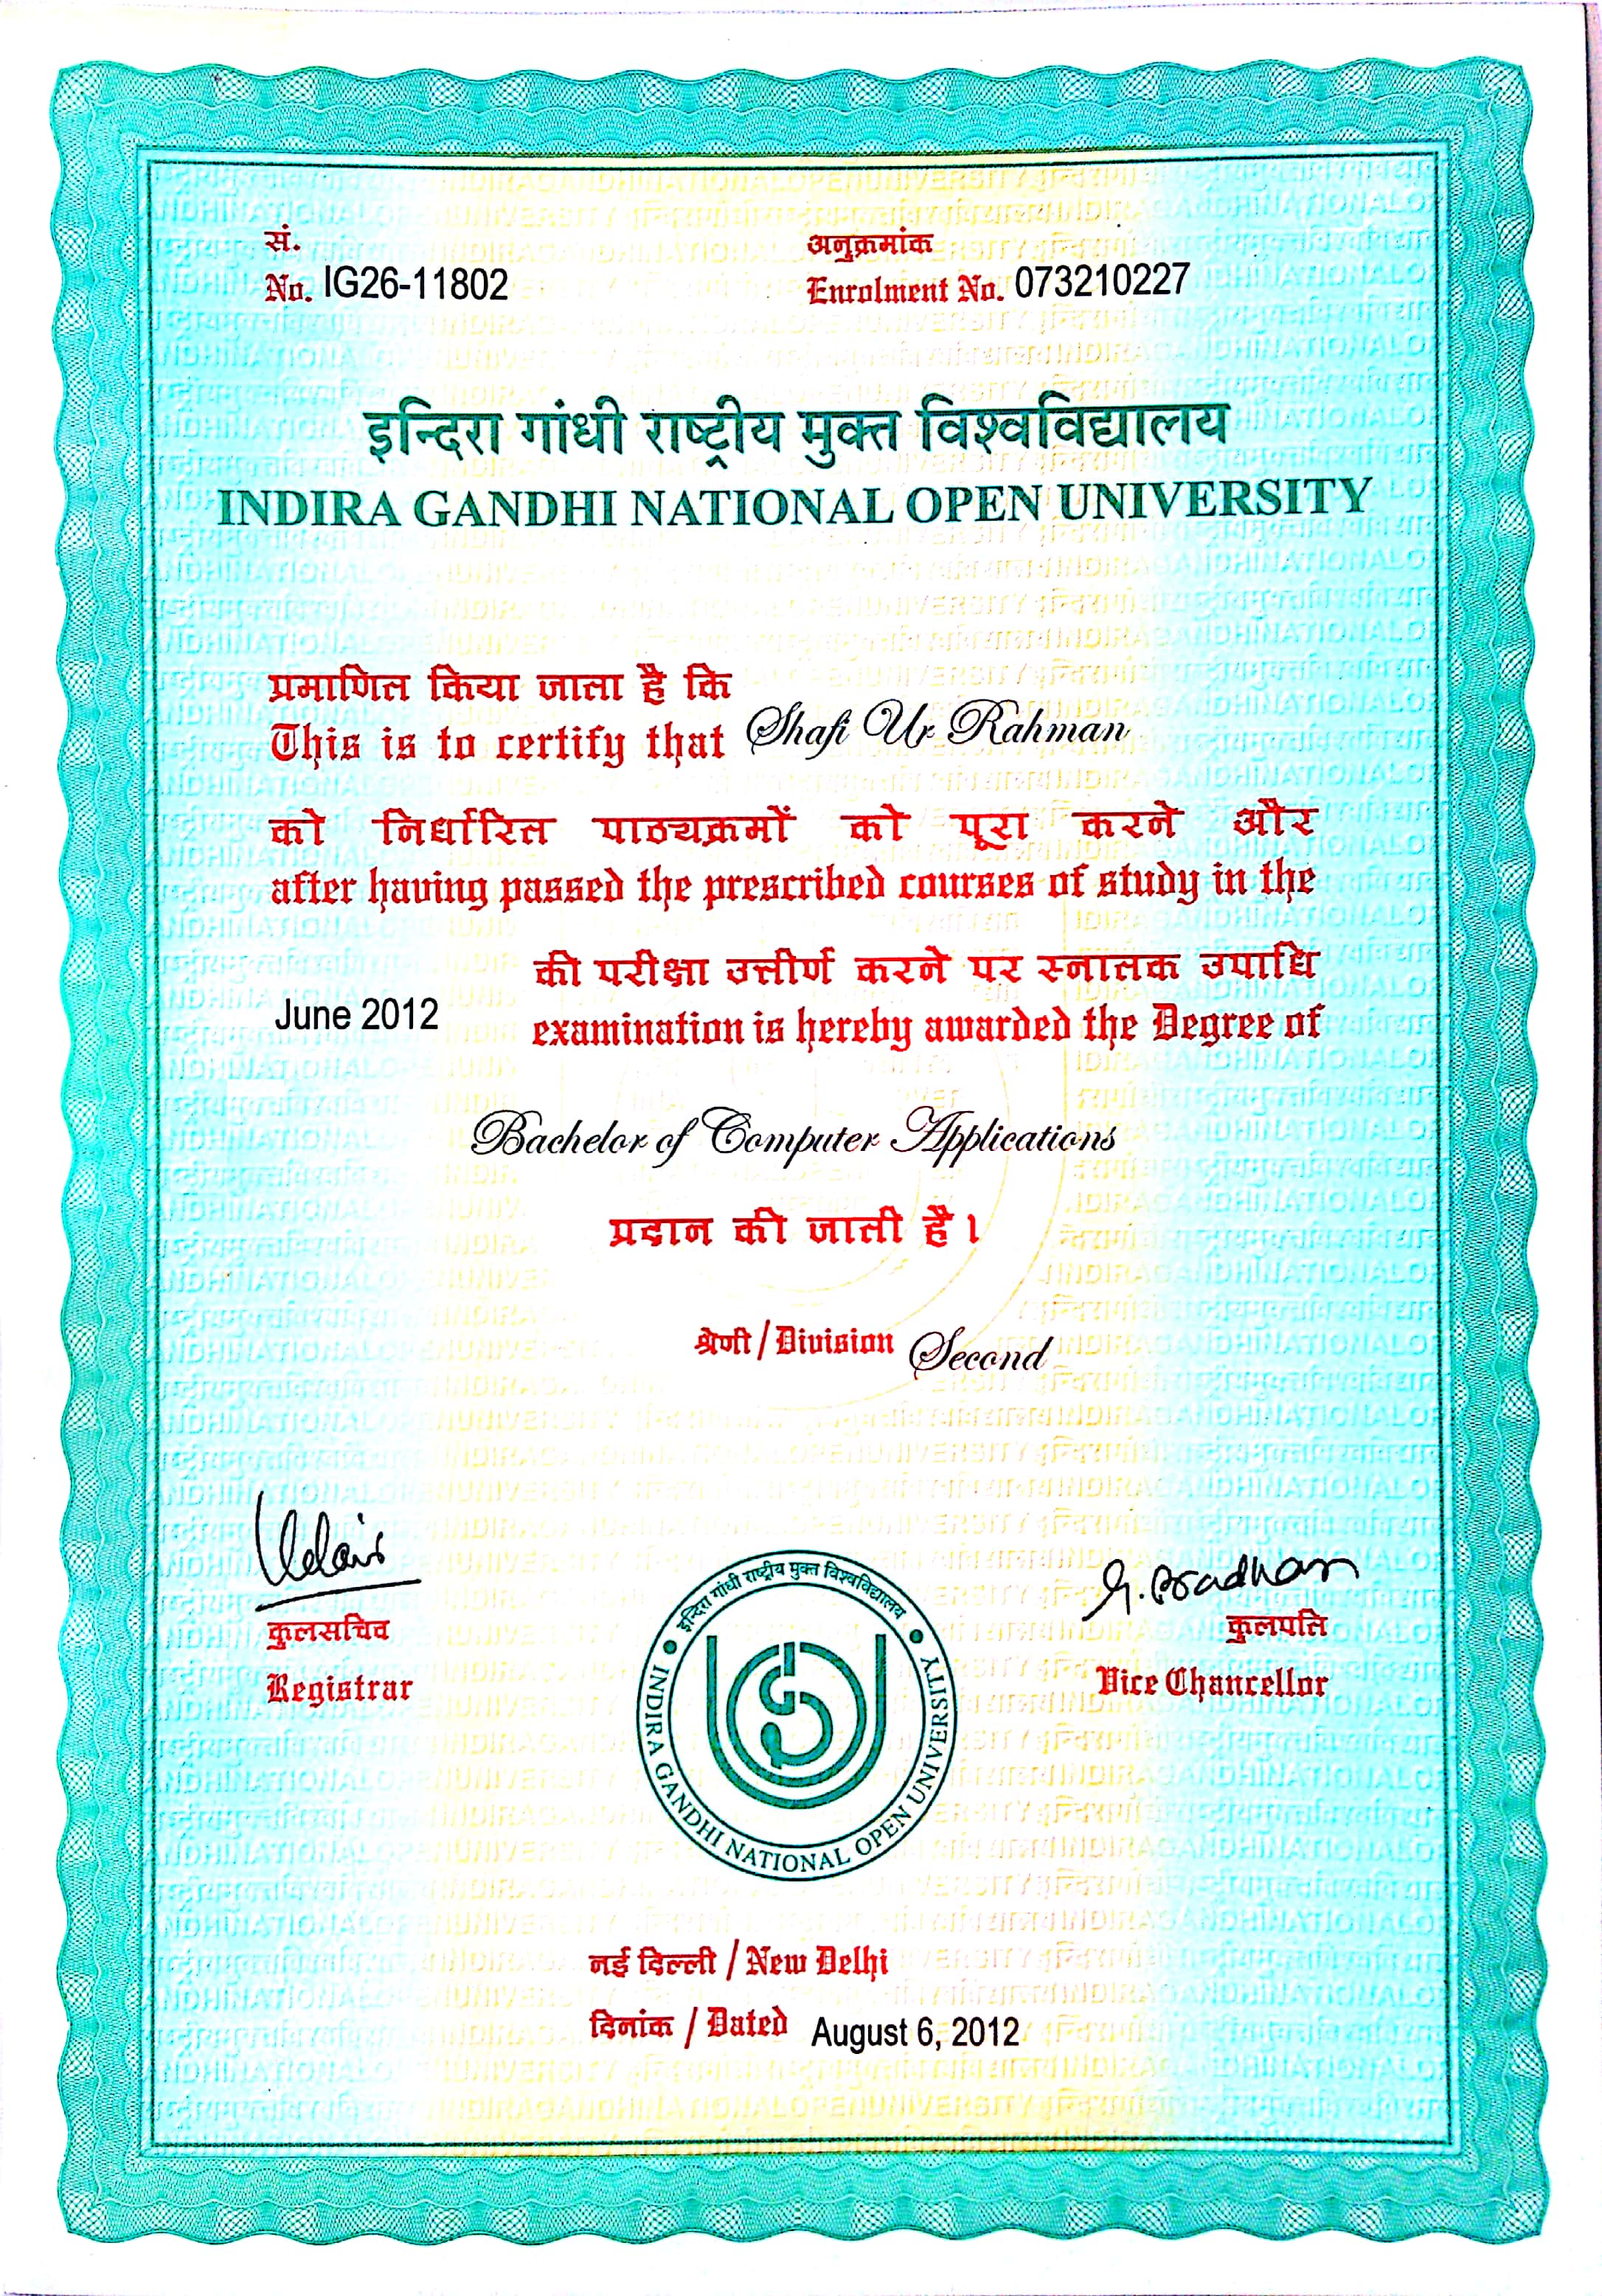 सं.
No. IG26-11802
अनुक्रमांक
Enrolment No. 073210227
इन्दिरा गांधी राष्ट्रीय मुक्त विश्वविद्यालय
INDIRA GANDHI NATIONAL OPEN UNIVERSITY
प्रमाणित किया जाता है कि
This is to certify that Shafi Ur Rahman
को निर्धारित पाठ्यक्रमों को पूरा करने और
after having passed the prescribed courses of study in the
की परीक्षा उत्तीर्ण करने पर स्नातक उपाधि
June 2012
examination is hereby awarded the Degree of
Bachelor of Computer Applications
प्रदान की जाती है।
श्रेणी / Division Second
कुलसचिव
Registrar
G. Pradhan
कुलपति
Vice Chancellor
इन्दिरा गांधी राष्ट्रीय मुक्त विश्वविद्यालय
INDIRA GANDHI NATIONAL OPEN UNIVERSITY
नई दिल्ली / New Delhi
दिनांक / Dated August 6, 2012